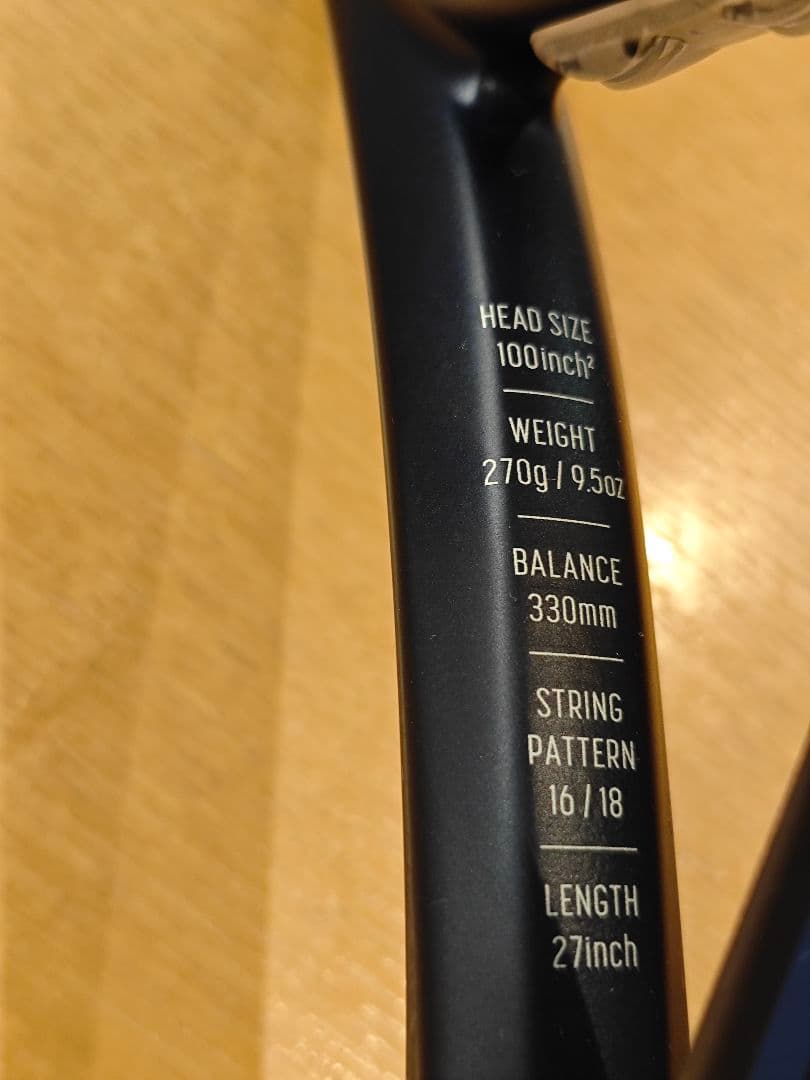 HEAD SIZE
100inch²
WEIGHT
270g / 9.5oz
BALANCE
330mm
STRING
PATTERN
16 / 18
LENGTH
27inch